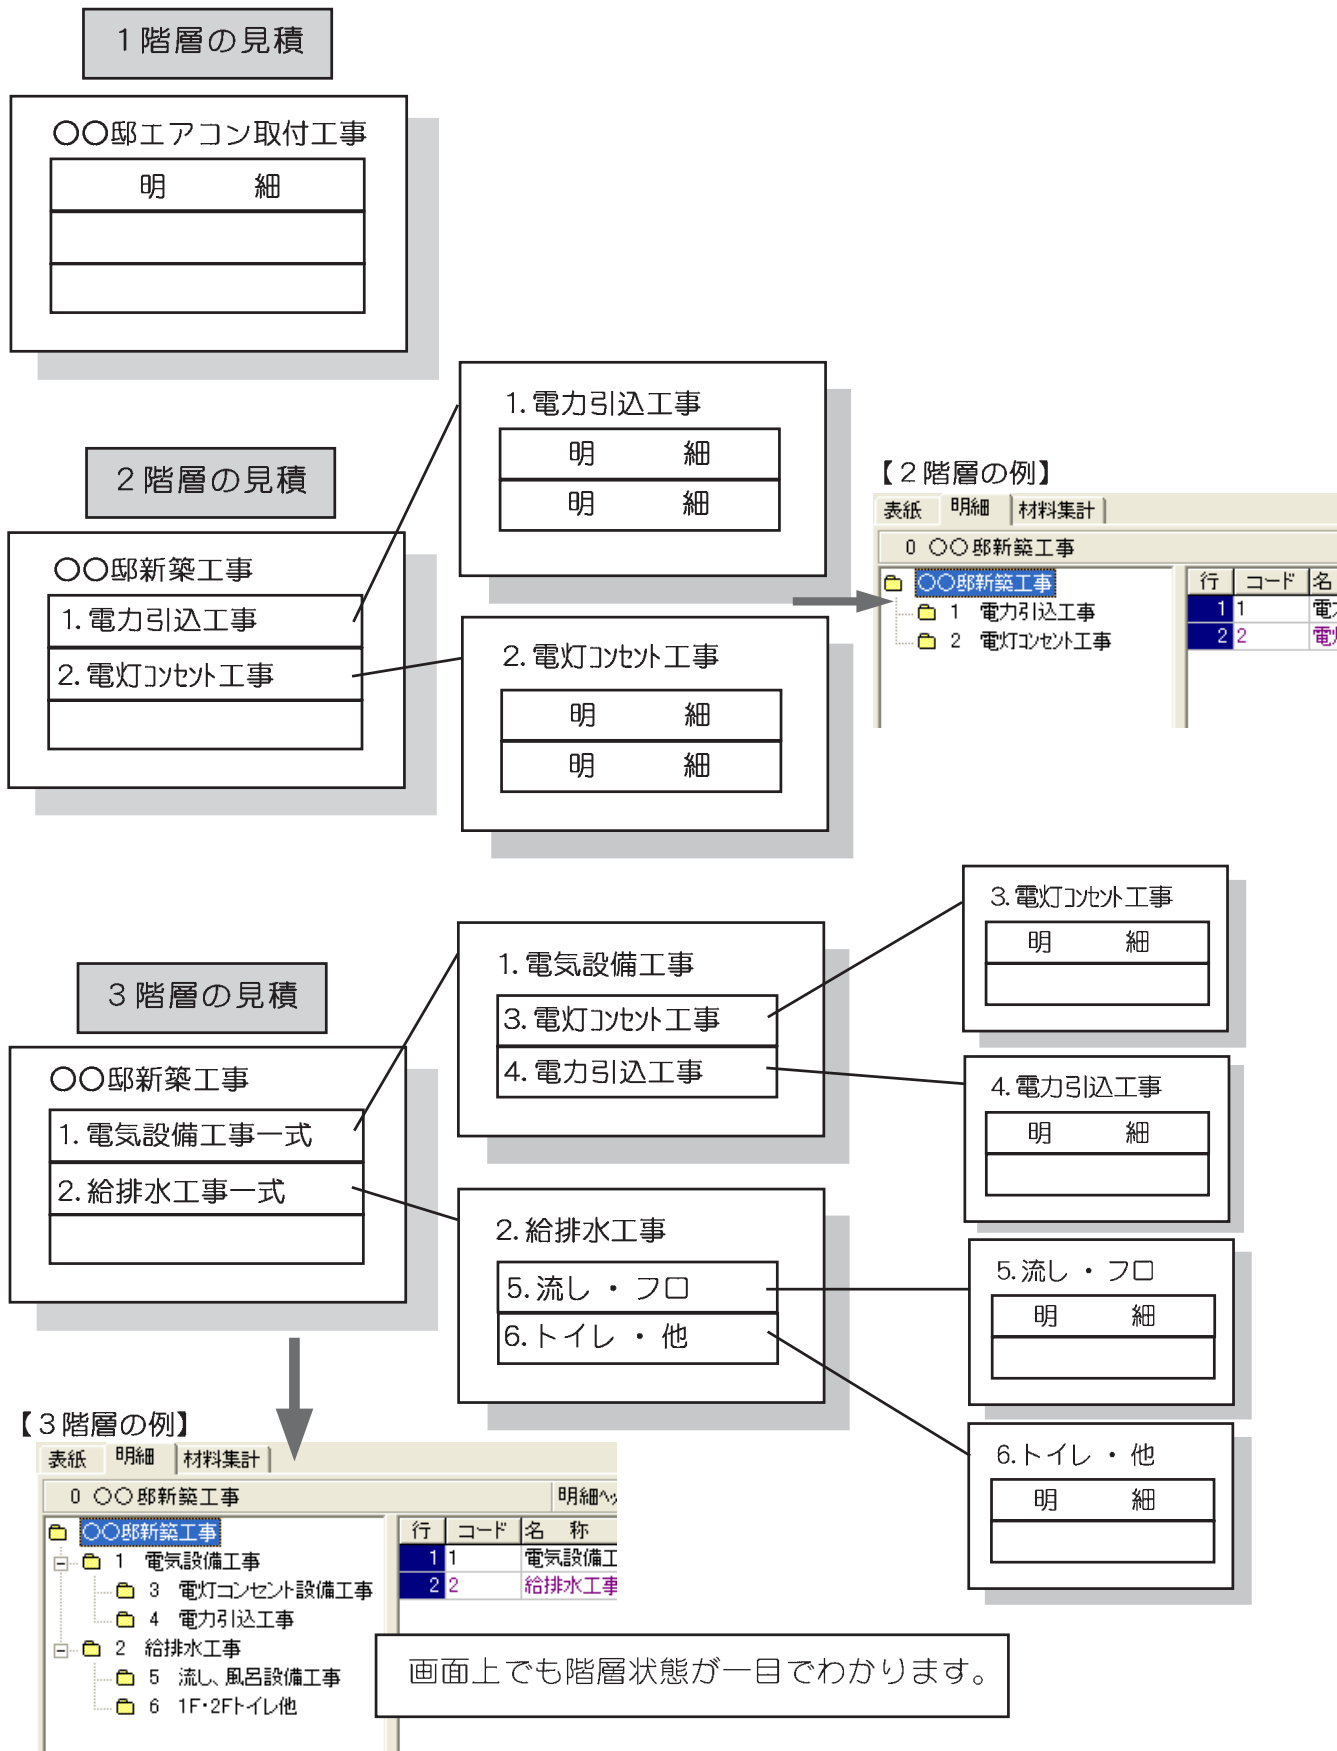 １階層の見積
〇〇邸エアコン取付工事
明　細
２階層の見積
〇〇邸新築工事
1.電力引込工事
2.電灯ｺﾝｾﾝﾄ工事
1.電力引込工事
明　細
明　細
2.電灯ｺﾝｾﾝﾄ工事
明　細
明　細
【２階層の例】
表紙 明細 材料集計
0 〇〇邸新築工事
〇〇邸新築工事
1 電力引込工事
2 電灯ｺﾝｾﾝﾄ工事
行 コード 名
1 1 電
2 2 電
３階層の見積
〇〇邸新築工事
1.電気設備工事一式
2.給排水工事一式
1.電気設備工事
3.電灯ｺﾝｾﾝﾄ工事
4.電力引込工事
2.給排水工事
5.流し・フロ
6.トイレ・他
3.電灯ｺﾝｾﾝﾄ工事
明　細
4.電力引込工事
明　細
5.流し・フロ
明　細
6.トイレ・他
明　細
【３階層の例】
表紙 明細 材料集計
0 〇〇邸新築工事 明細ﾍｯ
〇〇邸新築工事
1 電気設備工事
3 電灯コンセント設備工事
4 電力引込工事
2 給排水工事
5 流し、風呂設備工事
6 1F・2Fトイレ他
行 コード 名 称
1 1 電気設備工
2 2 給排水工事
画面上でも階層状態が一目でわかります。